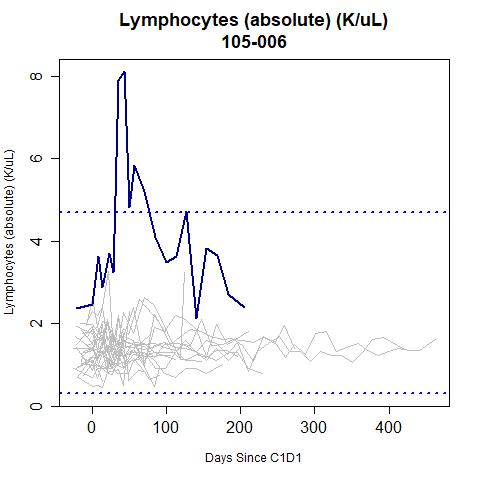 Lymphocytes (absolute) (K/uL)
105-006
Lymphocytes (absolute) (K/uL)
8
6
4
2
0
0 100 200 300 400
Days Since C1D1